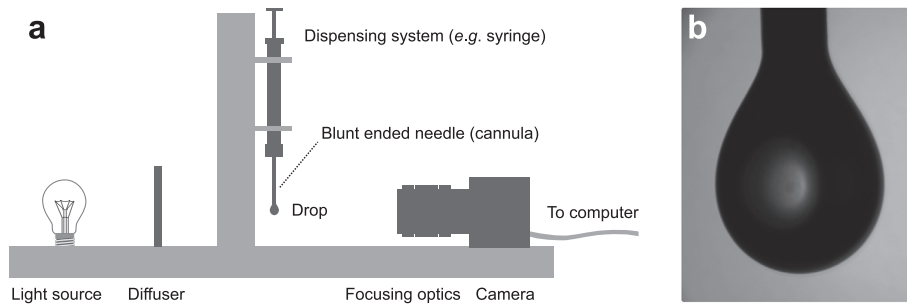 a
Dispensing system (e.g. syringe)
Blunt ended needle (cannula)
Drop
To computer
Light source
Diffuser
Focusing optics
Camera
b